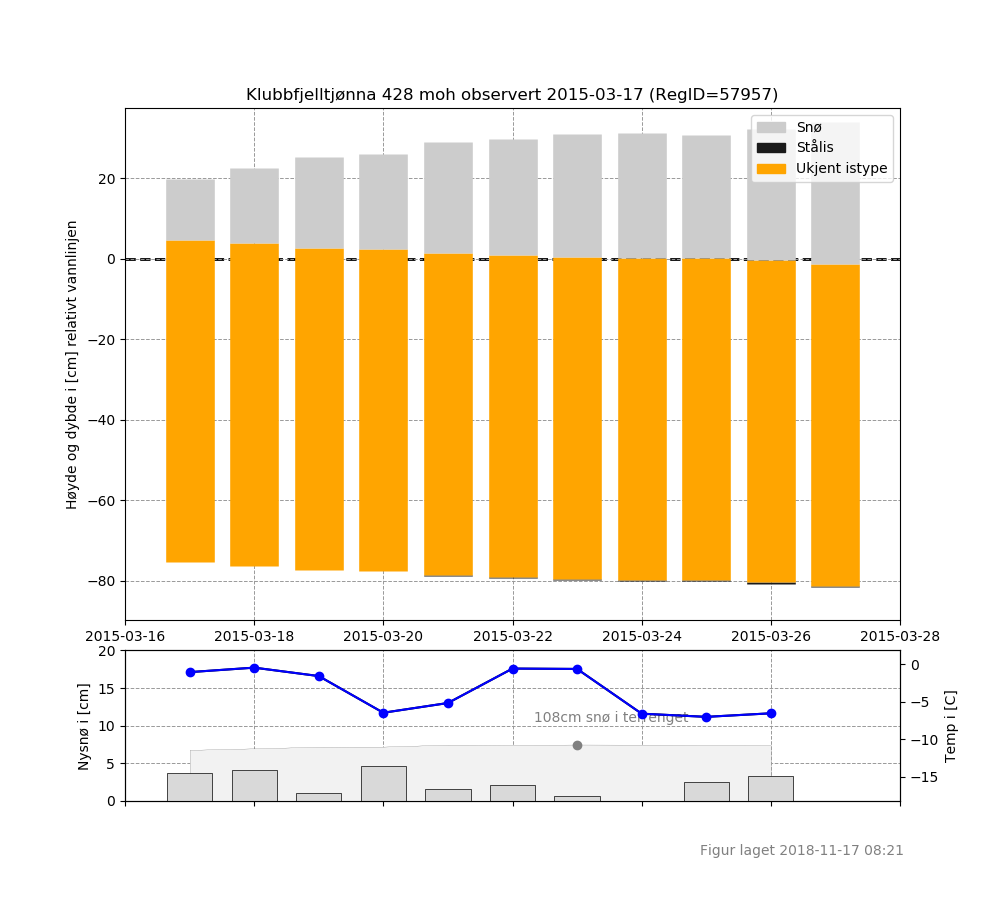 Klubbfjelltjønna 428 moh observert 2015-03-17 (RegID=57957)
Snø
Stålis
Ukjent istype
Høyde og dybde i [cm] relativt vannlinjen
20
0
−20
−40
−60
−80
2015-03-16 2015-03-18 2015-03-20 2015-03-22 2015-03-24 2015-03-26 2015-03-28
Nysnø i [cm]
20
15
10
5
0
108cm snø i terrenget
0
−5
−10
−15
Temp i [C]
Figur laget 2018-11-17 08:21